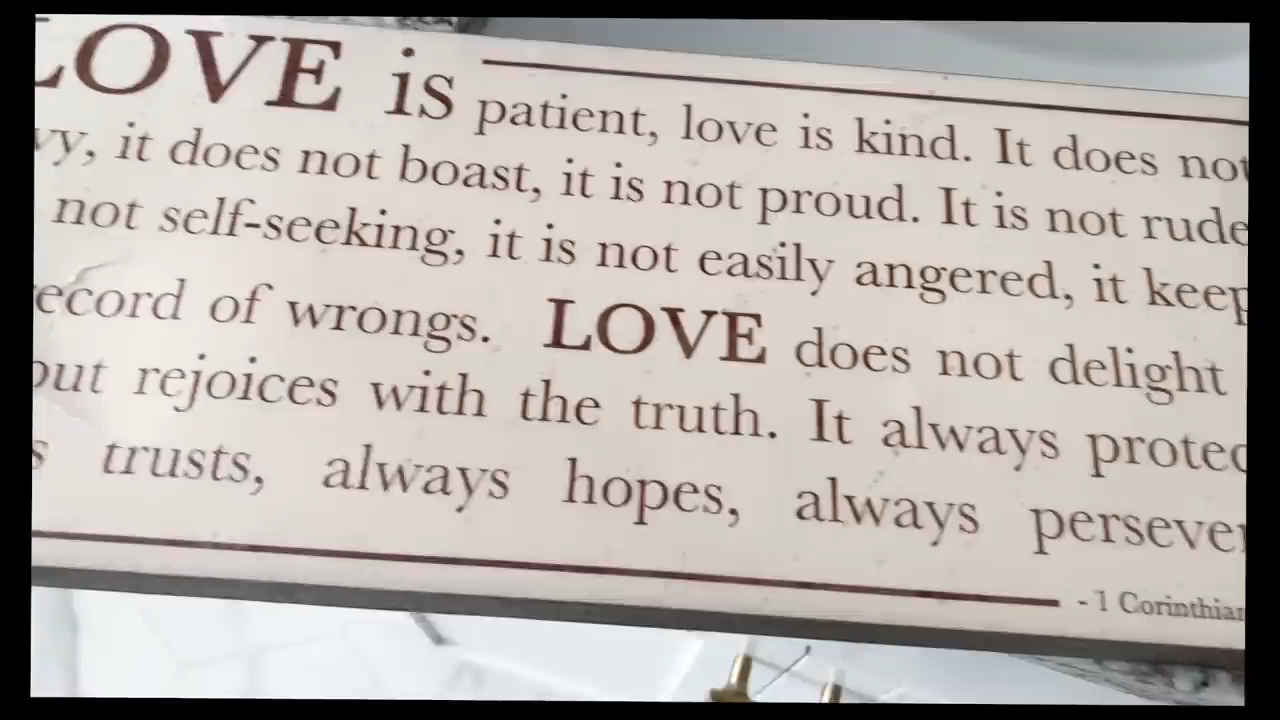 LOVE is patient, love is kind. It does not
vy, it does not boast, it is not proud. It is not rude
not self-seeking, it is not easily angered, it keep
ecord of wrongs. LOVE does not delight
but rejoices with the truth. It always protec
s trusts, always hopes, always persever
- 1 Corinthian